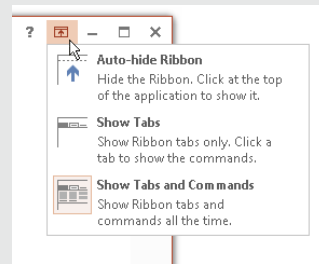 ?
Auto-hide Ribbon
Hide the Ribbon. Click at the top
of the application to show it.
Show Tabs
Show Ribbon tabs only. Click a
tab to show the commands.
Show Tabs and Commands
Show Ribbon tabs and
commands all the time.